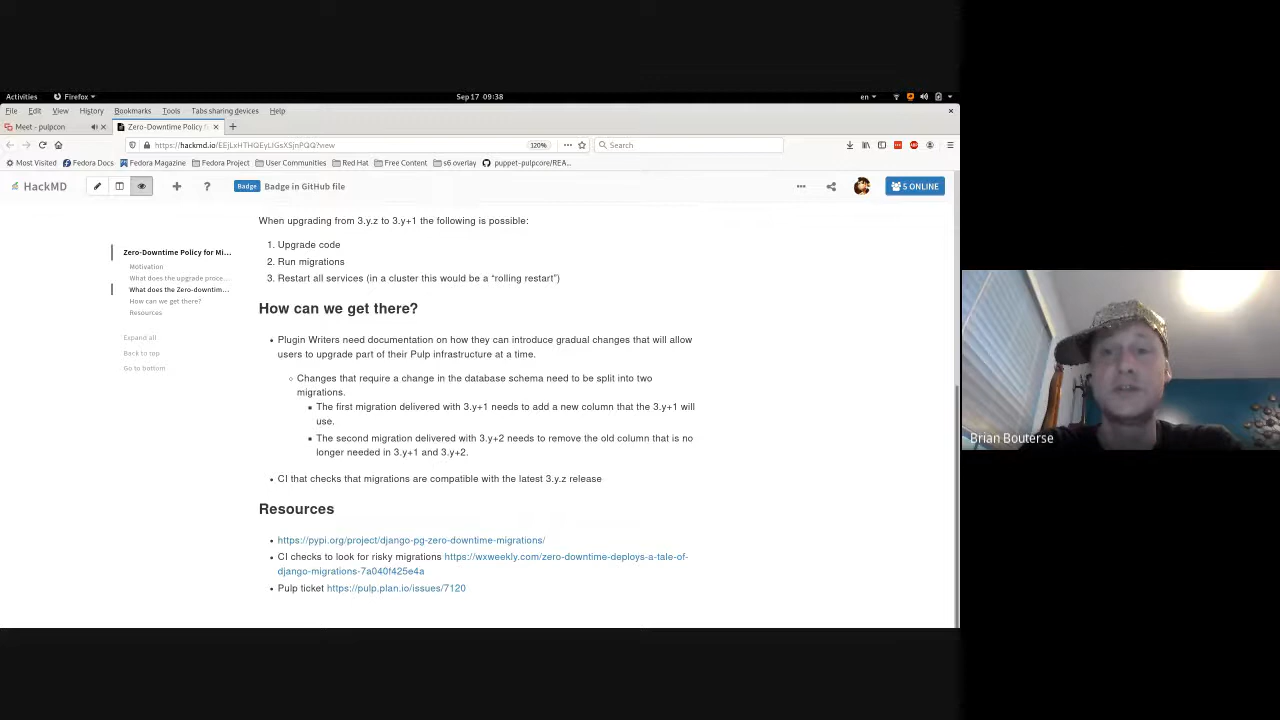 Activities Firefox Sep 17 09:38 en
File Edit View History Bookmarks Tools Tabs sharing devices Help
Meet - pulpcon Zero-Downtime Policy f
https://hackmd.io/ 120% Search
Most Visited Fedora Docs Fedora Magazine Fedora Project User Communities Red Hat Free Content s6 overlay puppet-pulpcore/REA...
HackMD Badge Badge in GitHub file 5 ONLINE
Zero-Downtime Policy for Mi...
Motivation
What does the upgrade proce...
What does the Zero-downtim...
How can we get there?
Resources
Expand all
Back to top
Go to bottom
When upgrading from 3.y.z to 3.y+1 the following is possible:
1. Upgrade code
2. Run migrations
3. Restart all services (in a cluster this would be a “rolling restart”)
How can we get there?
• Plugin Writers need documentation on how they can introduce gradual changes that will allow
users to upgrade part of their Pulp infrastructure at a time.
○ Changes that require a change in the database schema need to be split into two
migrations.
▪ The first migration delivered with 3.y+1 needs to add a new column that the 3.y+1 will
use.
▪ The second migration delivered with 3.y+2 needs to remove the old column that is no
longer needed in 3.y+1 and 3.y+2.
• CI that checks that migrations are compatible with the latest 3.y.z release
Resources
• https://pypi.org/project/django-pg-zero-downtime-migrations/
• CI checks to look for risky migrations https://wxweekly.com/zero-downtime-deploys-a-tale-of-
django-migrations-7a040f425e4a
• Pulp ticket https://pulp.plan.io/issues/7120
Brian Bouterse